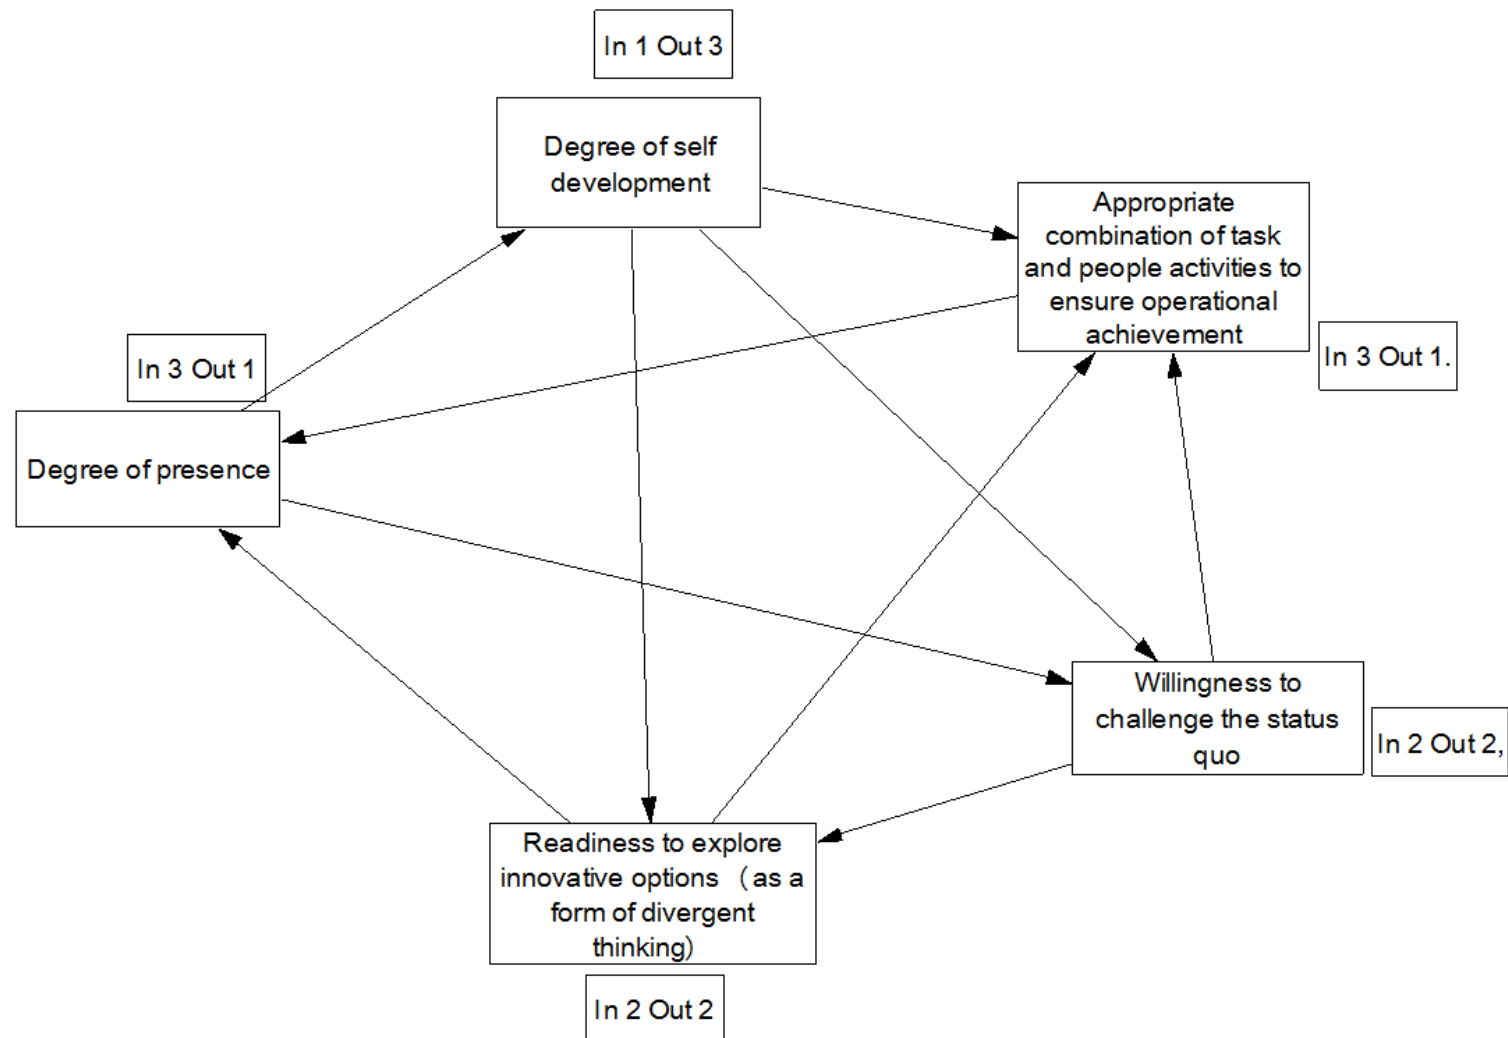 In 1 Out 3
Degree of self
development
Appropriate
combination of task
and people activities to
ensure operational
achievement
In 3 Out 1.
In 3 Out 1
Degree of presence
Willingness to
challenge the status
quo
In 2 Out 2,
Readiness to explore
innovative options （as a
form of divergent
thinking)
In 2 Out 2